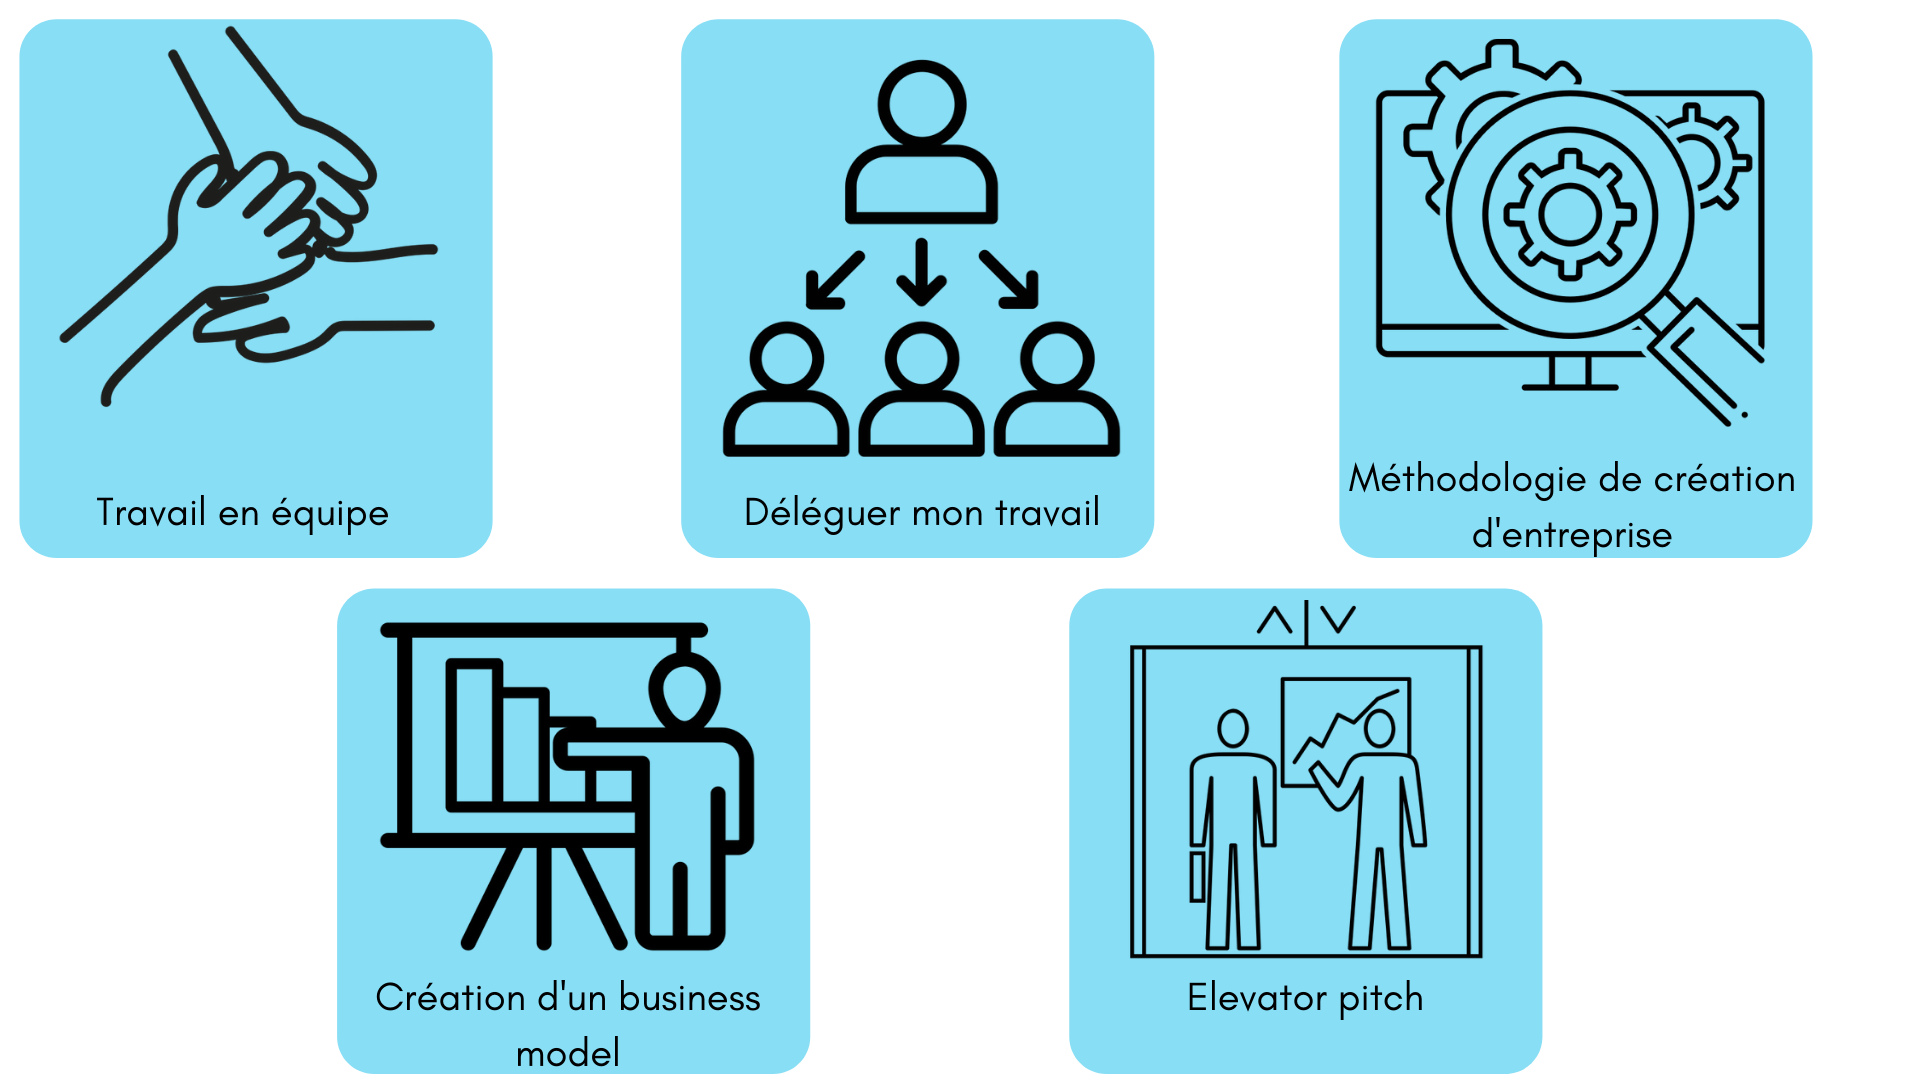 Travail en équipe
Déléguer mon travail
Méthodologie de création
d'entreprise
Création d'un business
model
Elevator pitch